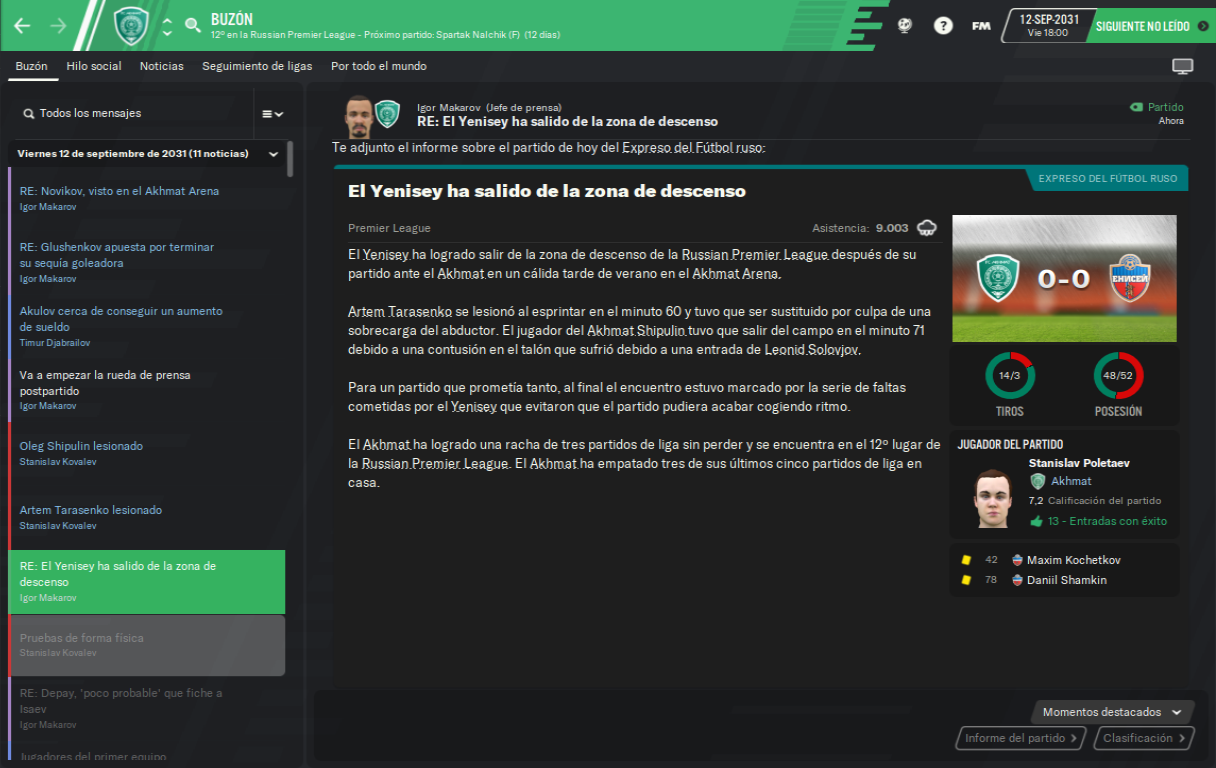 BUZÓN
12º en la Russian Premier League - Próximo partido: Spartak Nalchik (F) (12 días)
?
FM
12-SEP-2031
Vie 18:00
SIGUIENTE NO LEÍDO
Buzón
Hilo social
Noticias
Seguimiento de ligas
Por todo el mundo
Todos los mensajes
Viernes 12 de septiembre de 2031 (11 noticias)
RE: Novikov, visto en el Akhmat Arena
Igor Makarov
RE: Glushenkov apuesta por terminar
su sequía goleadora
Igor Makarov
Akulov cerca de conseguir un aumento
de sueldo
Timur Djabrailov
Va a empezar la rueda de prensa
postpartido
Igor Makarov
Oleg Shipulin lesionado
Stanislav Kovalev
Artem Tarasenko lesionado
Stanislav Kovalev
RE: El Yenisey ha salido de la zona de
descenso
Igor Makarov
Pruebas de forma física
Stanislav Kovalev
RE: Depay, 'poco probable' que fiche a
Isaev
Igor Makarov
Jugadores del primer equipo
Igor Makarov (Jefe de prensa)
RE: El Yenisey ha salido de la zona de descenso
Partido
Ahora
Te adjunto el informe sobre el partido de hoy del Expreso del Fútbol ruso:
EXPRESO DEL FÚTBOL RUSO
El Yenisey ha salido de la zona de descenso
Premier League
Asistencia: 9.003
El Yenisey ha logrado salir de la zona de descenso de la Russian Premier League después de su
partido ante el Akhmat en un cálida tarde de verano en el Akhmat Arena.
Artem Tarasenko se lesionó al esprintar en el minuto 60 y tuvo que ser sustituido por culpa de una
sobrecarga del abductor. El jugador del Akhmat Shipulin tuvo que salir del campo en el minuto 71
debido a una contusión en el talón que sufrió debido a una entrada de Leonid Solovjov.
Para un partido que prometía tanto, al final el encuentro estuvo marcado por la serie de faltas
cometidas por el Yenisey que evitaron que el partido pudiera acabar cogiendo ritmo.
El Akhmat ha logrado una racha de tres partidos de liga sin perder y se encuentra en el 12º lugar de
la Russian Premier League. El Akhmat ha empatado tres de sus últimos cinco partidos de liga en
casa.
0-0
ЕНИСЕЙ
14/3
TIROS
48/52
POSESIÓN
JUGADOR DEL PARTIDO
Stanislav Poletaev
Akhmat
7,2 Calificación del partido
13 - Entradas con éxito
42 Maxim Kochetkov
78 Daniil Shamkin
Momentos destacados
Informe del partido
Clasificación